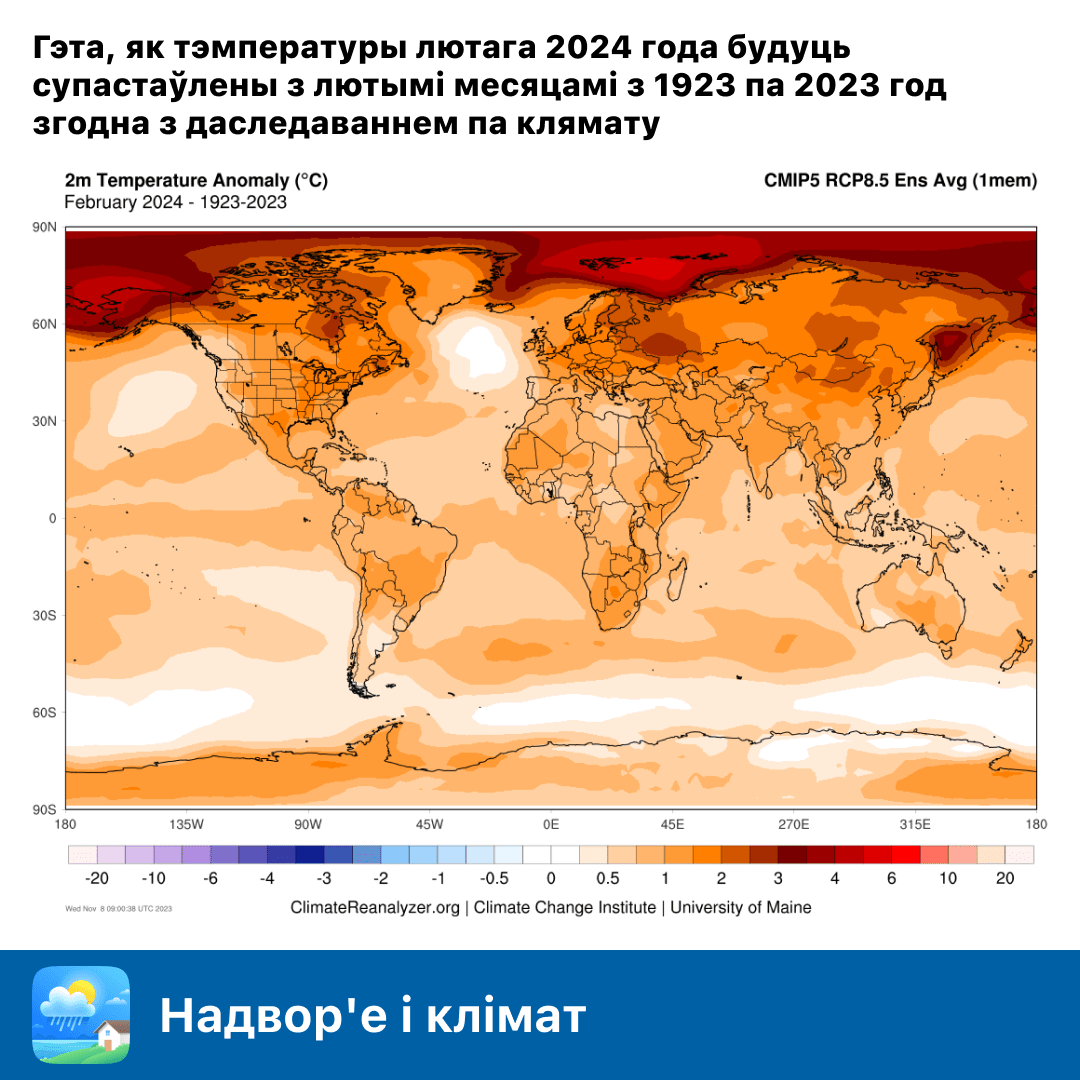 Гэта, як тэмпературы лютага 2024 года будуць
супастаўлены з лютымі месяцамі з 1923 па 2023 год
згодна з даследаваннем па клямату
2m Temperature Anomaly (°C)
CMIP5 RCP8.5 Ens Avg (1mem)
February 2024 - 1923-2023
90N
60N
30N
0
30S
60S
90S
180 135W 90W 45W 0E 45E 270E 315E 180
-20 -10 -6 -4 -3 -2 -1 -0.5 0 0.5 1 2 3 4 6 10 20
Wed Nov 8 09:00:38 UTC 2023
ClimateReanalyzer.org | Climate Change Institute | University of Maine
Надвор'е і клімат